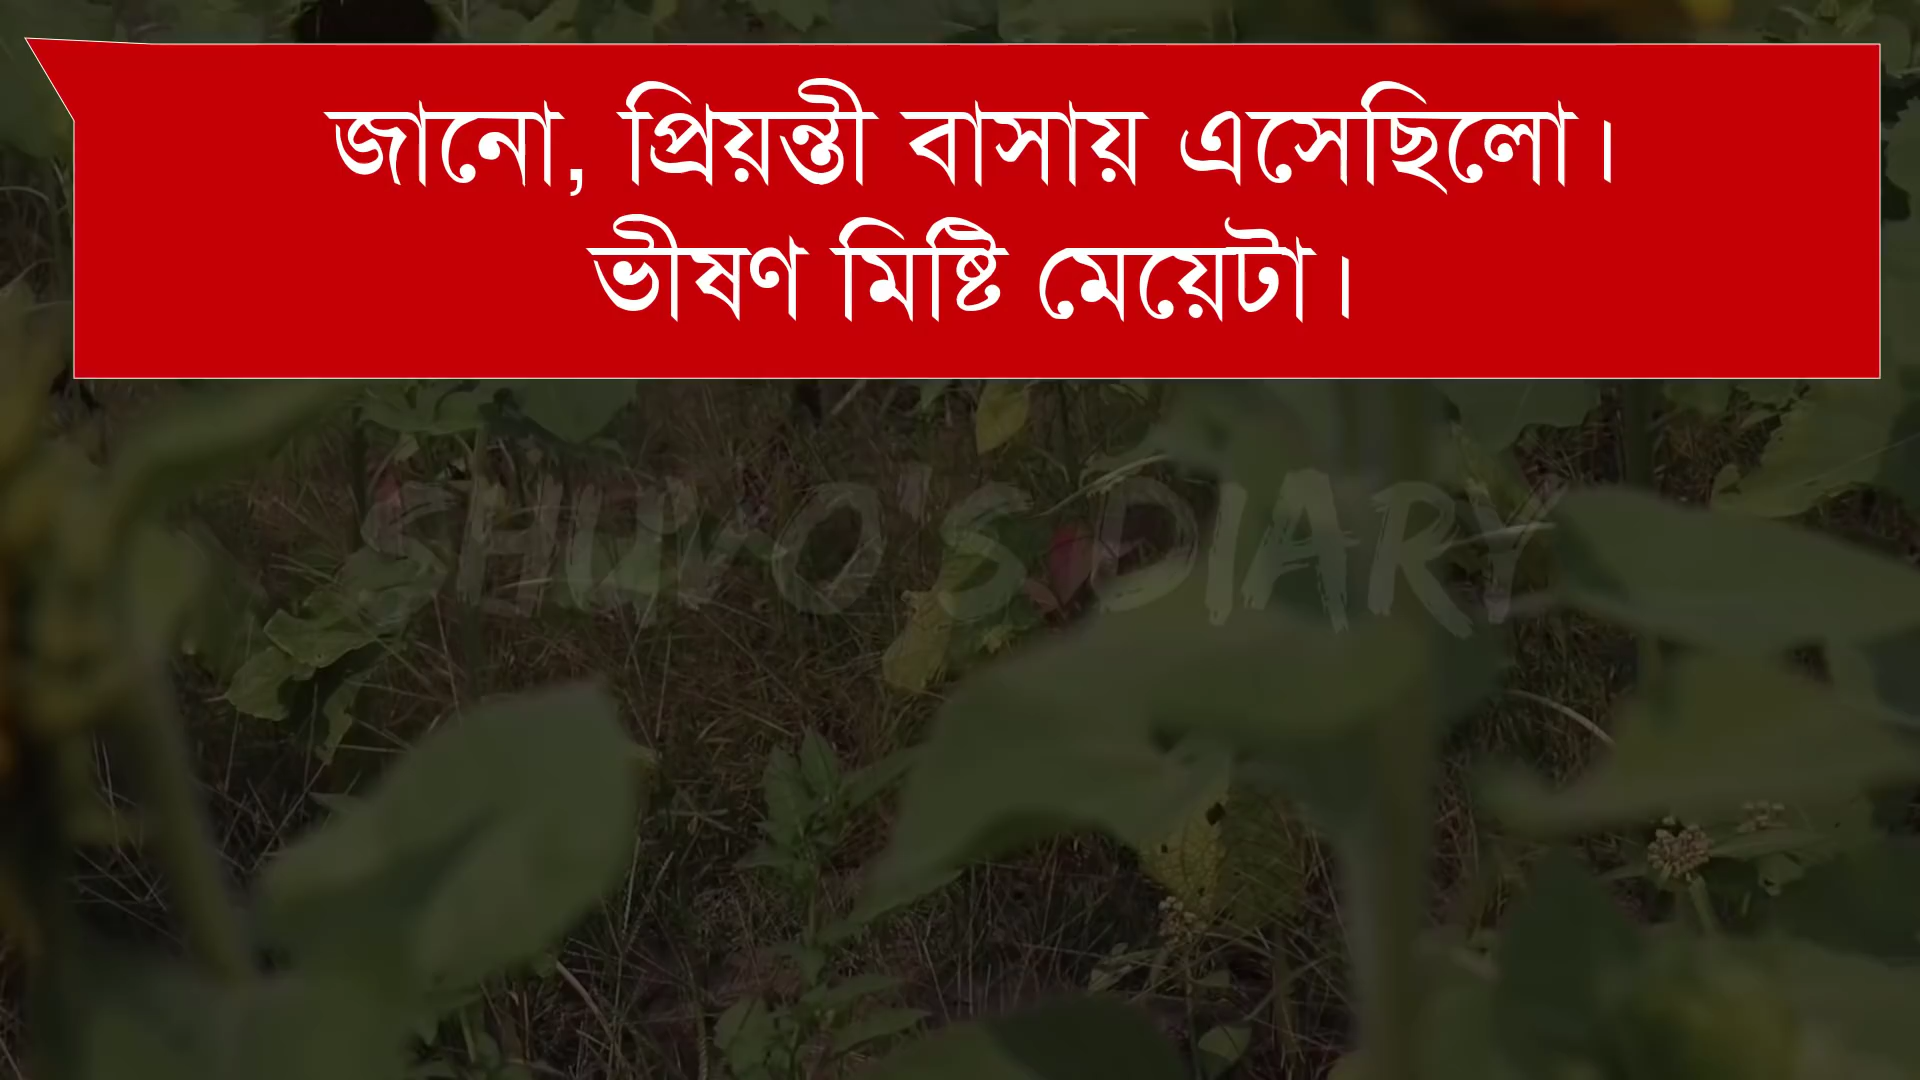 জানো, প্রিয়ন্তী বাসায় এসেছিলো।
ভীষণ মিষ্টি মেয়েটা।
SHUVO'S DIARY